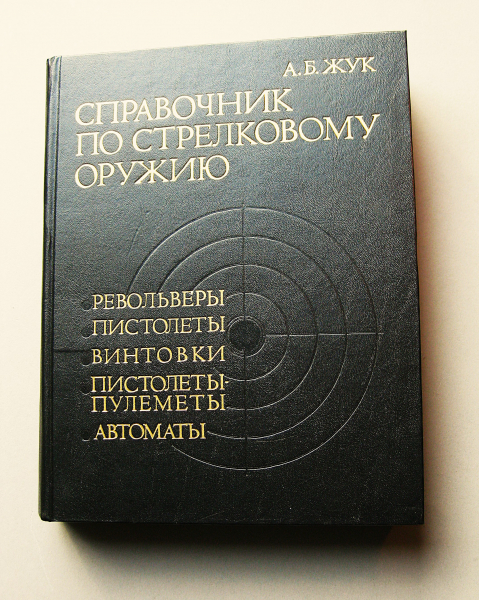 А. Б. ЖУК
СПРАВОЧНИК
ПО СТРЕЛКОВОМУ
ОРУЖИЮ
РЕВОЛЬВЕРЫ
ПИСТОЛЕТЫ
ВИНТОВКИ
ПИСТОЛЕТЫ-
ПУЛЕМЕТЫ
АВТОМАТЫ